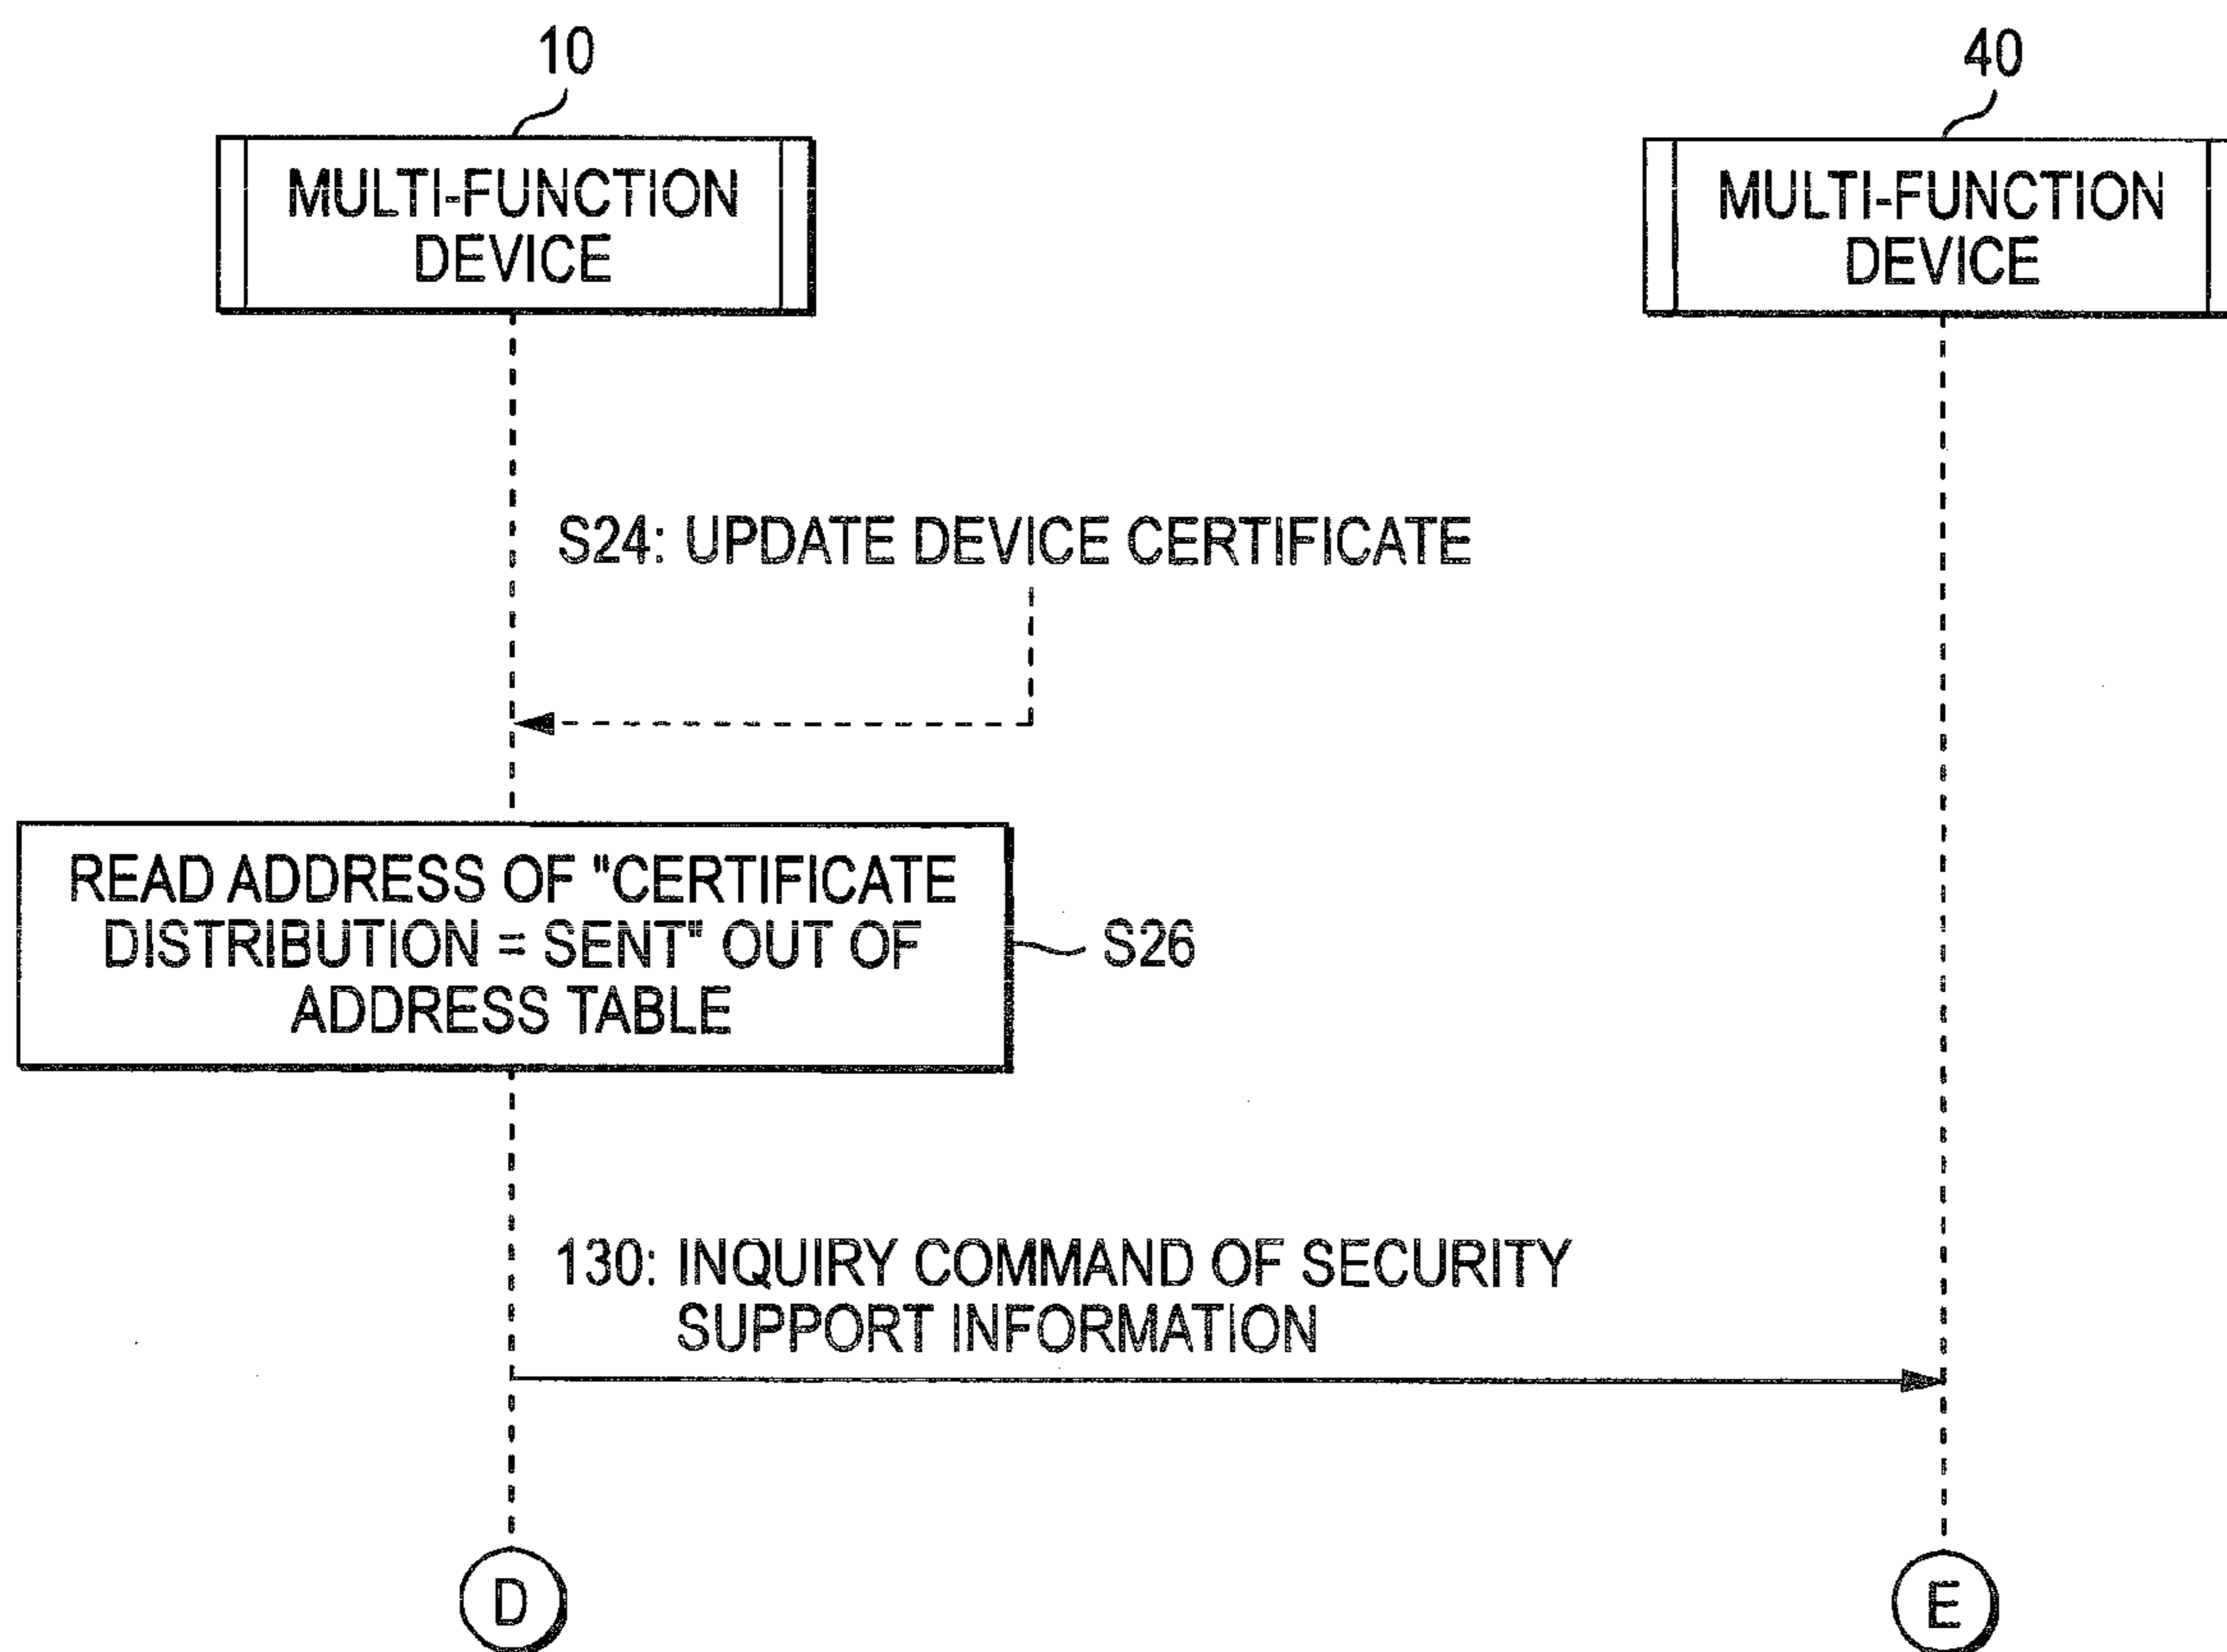 10
40
MULTI-FUNCTION
DEVICE
MULTI-FUNCTION
DEVICE
S24: UPDATE DEVICE CERTIFICATE
READ ADDRESS OF "CERTIFICATE
DISTRIBUTION = SENT" OUT OF
ADDRESS TABLE
S26
130: INQUIRY COMMAND OF SECURITY
SUPPORT INFORMATION
D
E